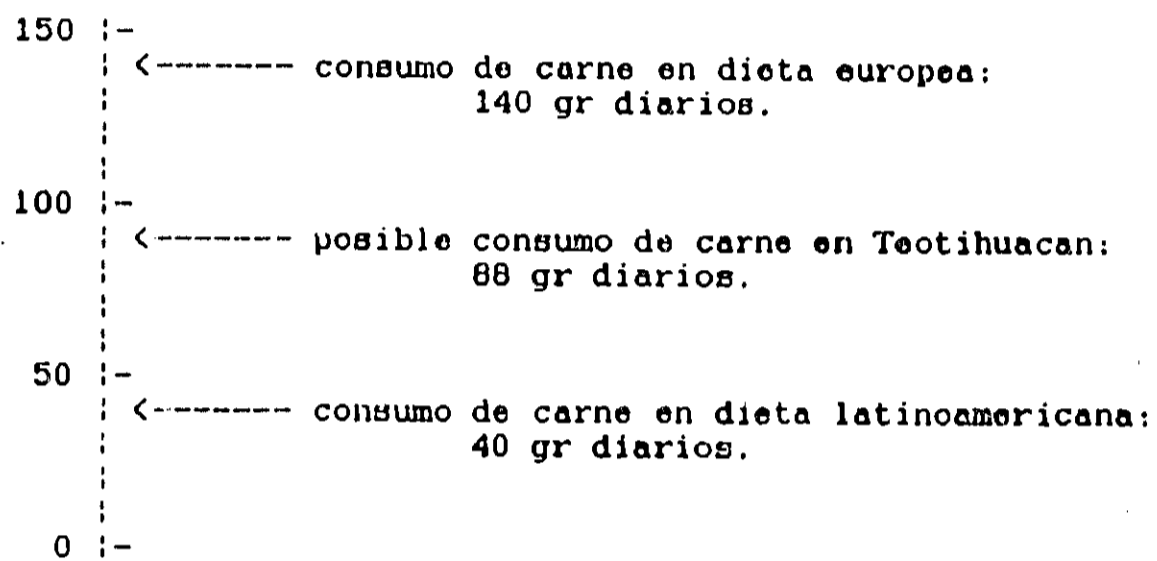 150 :-
<-------- consumo de carne en dieta europea:
140 gr diarios.
100 :-
<-------- posible consumo de carne en Teotihuacan:
88 gr diarios.
50 :-
<-------- consumo de carne en dieta latinoamericana:
40 gr diarios.
0 :-